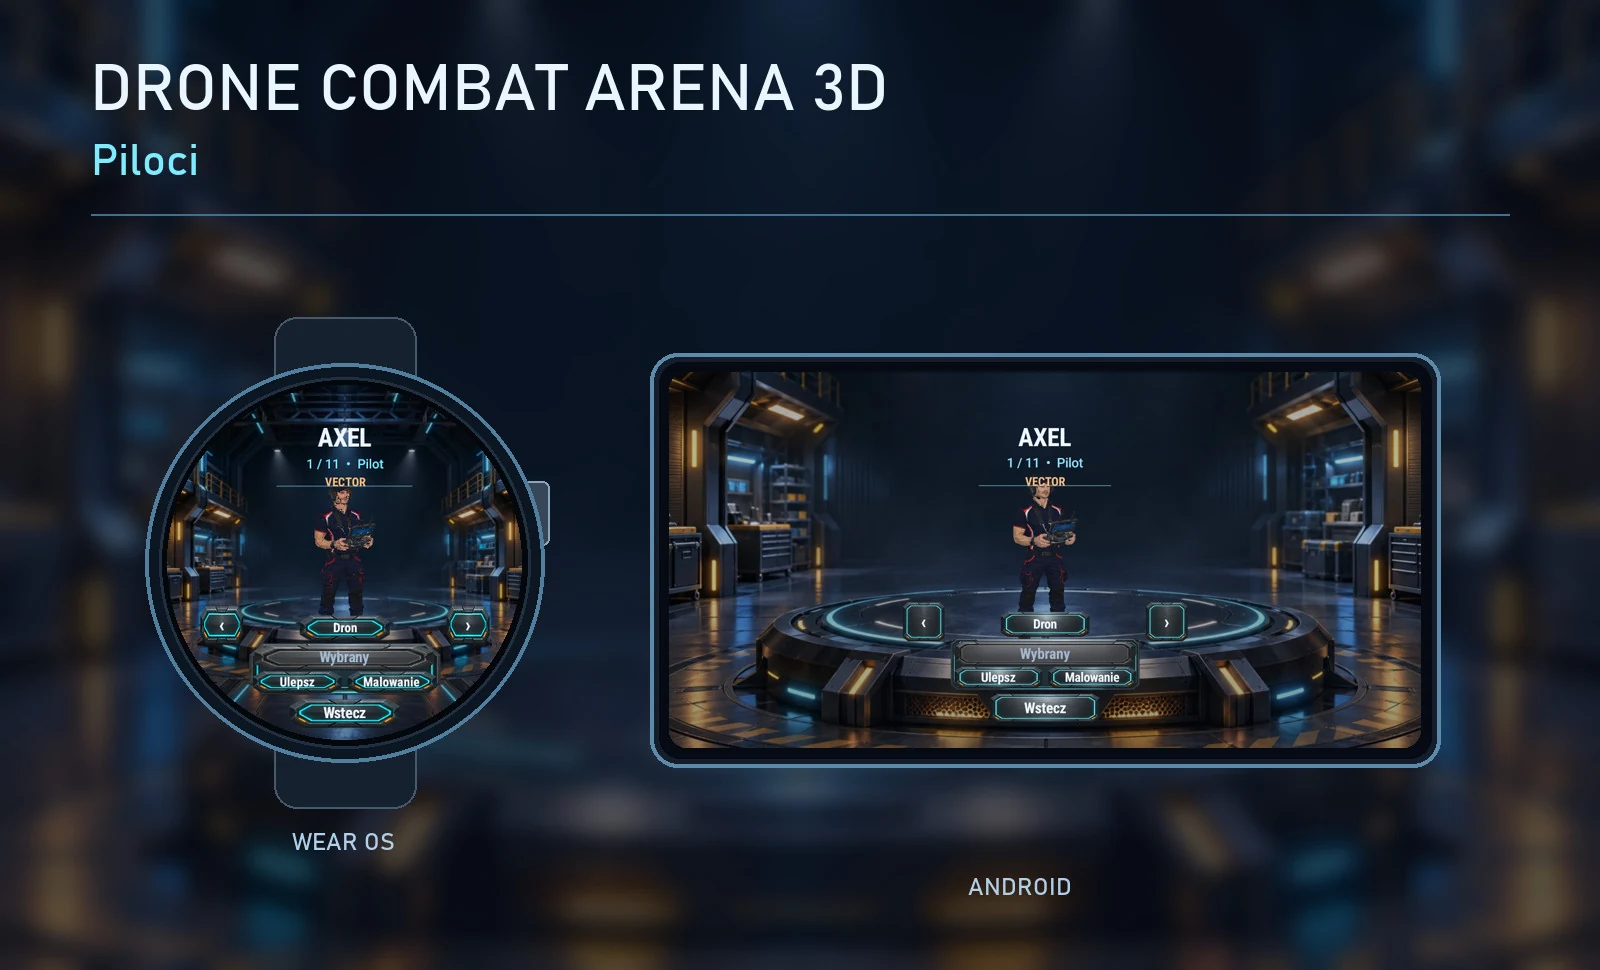 DRONE COMBAT ARENA 3D
Piloci
AXEL
1 / 11 • Pilot
VECTOR
‹
Dron
›
Wybrany
Ulepsz
Malowanie
Wstecz
WEAR OS
AXEL
1 / 11 • Pilot
VECTOR
‹
Dron
›
Wybrany
Ulepsz
Malowanie
Wstecz
ANDROID